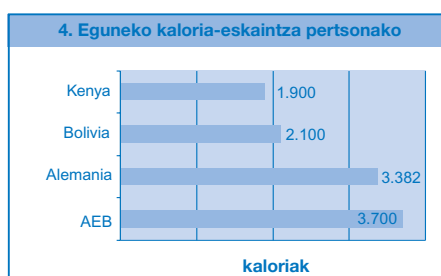 4. Eguneko kaloria-eskaintza pertsonako
Kenya 1.900
Bolivia 2.100
Alemania 3.382
AEB 3.700
kaloriak